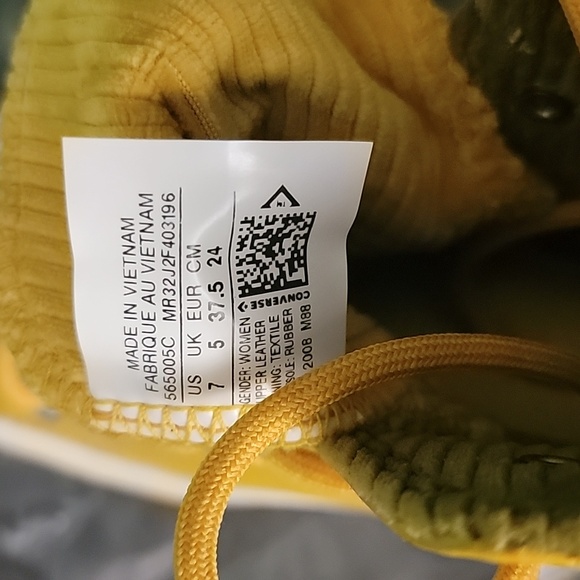 MADE IN VIETNAM
FABRIQUE AU VIETNAM
565005C MR32J2F403196
US UK EUR CM
7 5 37.5 24
CONVERSE
GENDER: WOMEN
UPPER LEATHER
NING: TEXTILE
SOLE: RUBBER
2008 M88